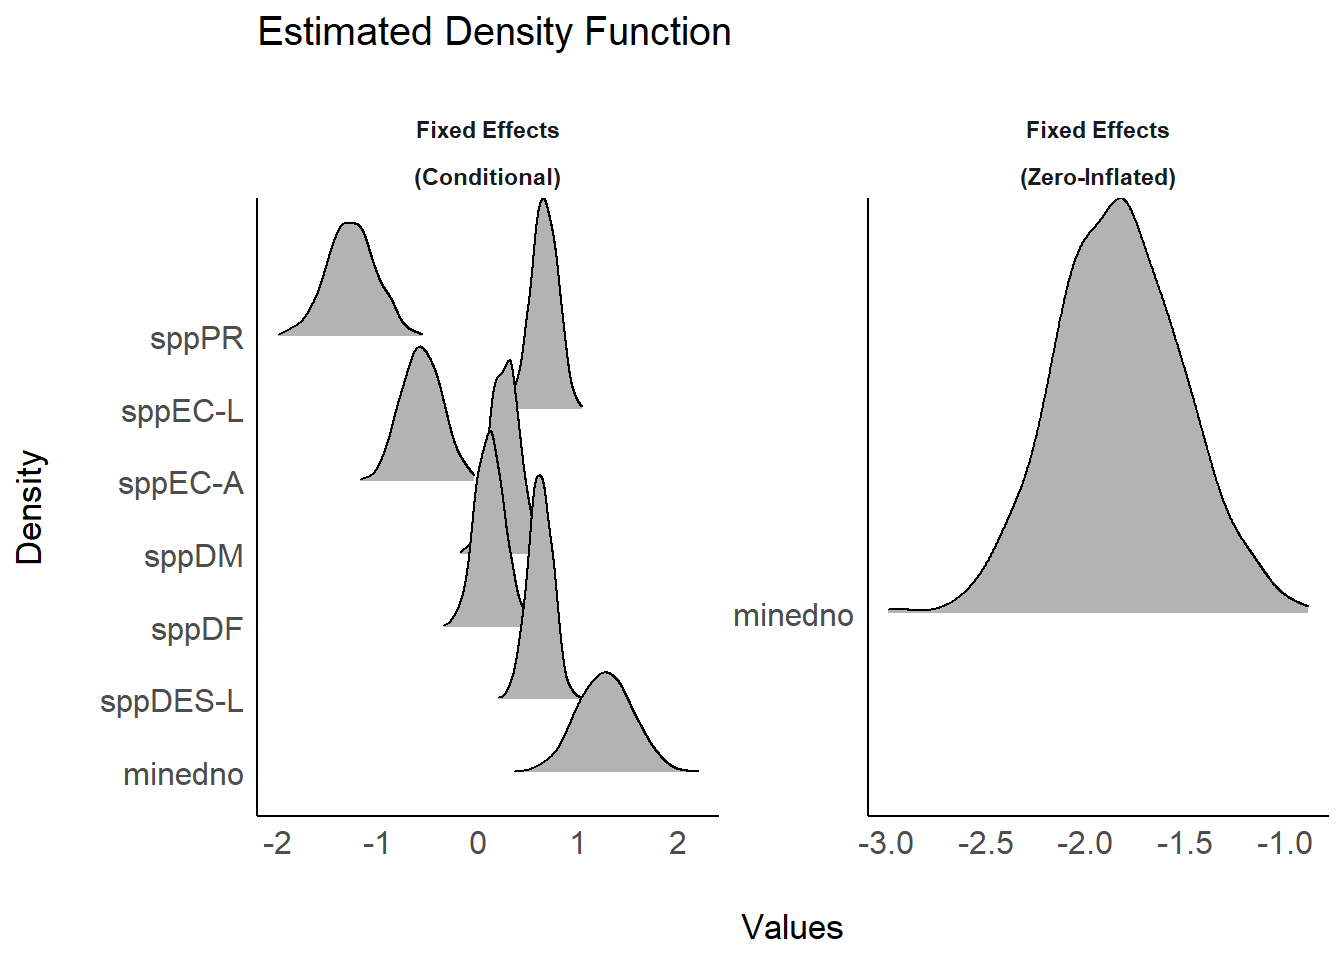 Estimated Density Function
Fixed Effects
(Conditional)
Fixed Effects
(Zero-Inflated)
Density
sppPR
sppEC-L
sppEC-A
sppDM
sppDF
sppDES-L
minedno
minedno
-2 -1 0 1 2
-3.0 -2.5 -2.0 -1.5 -1.0
Values